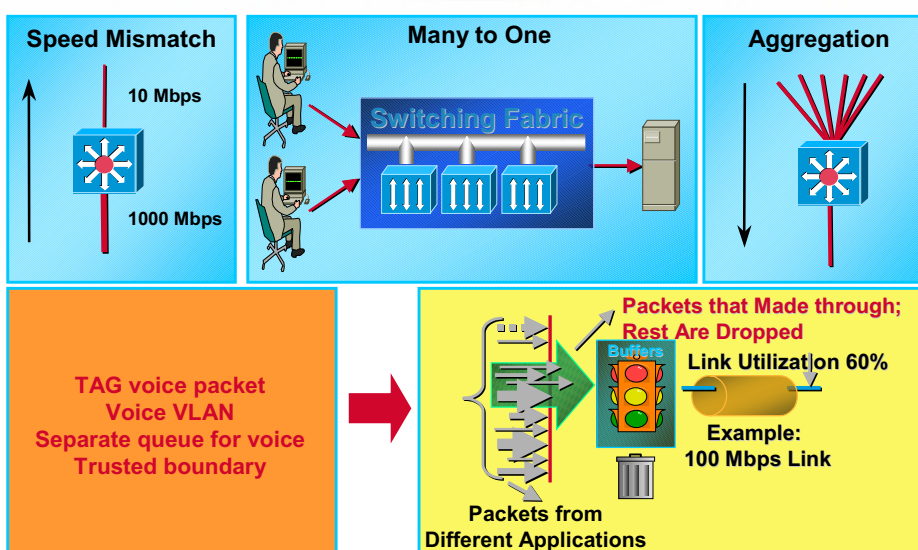 Speed Mismatch
10 Mbps
1000 Mbps
Many to One
Switching Fabric
Aggregation
TAG voice packet
Voice VLAN
Separate queue for voice
Trusted boundary
Packets that Made through;
Rest Are Dropped
Buffers
Link Utilization 60%
Example:
100 Mbps Link
Packets from
Different Applications